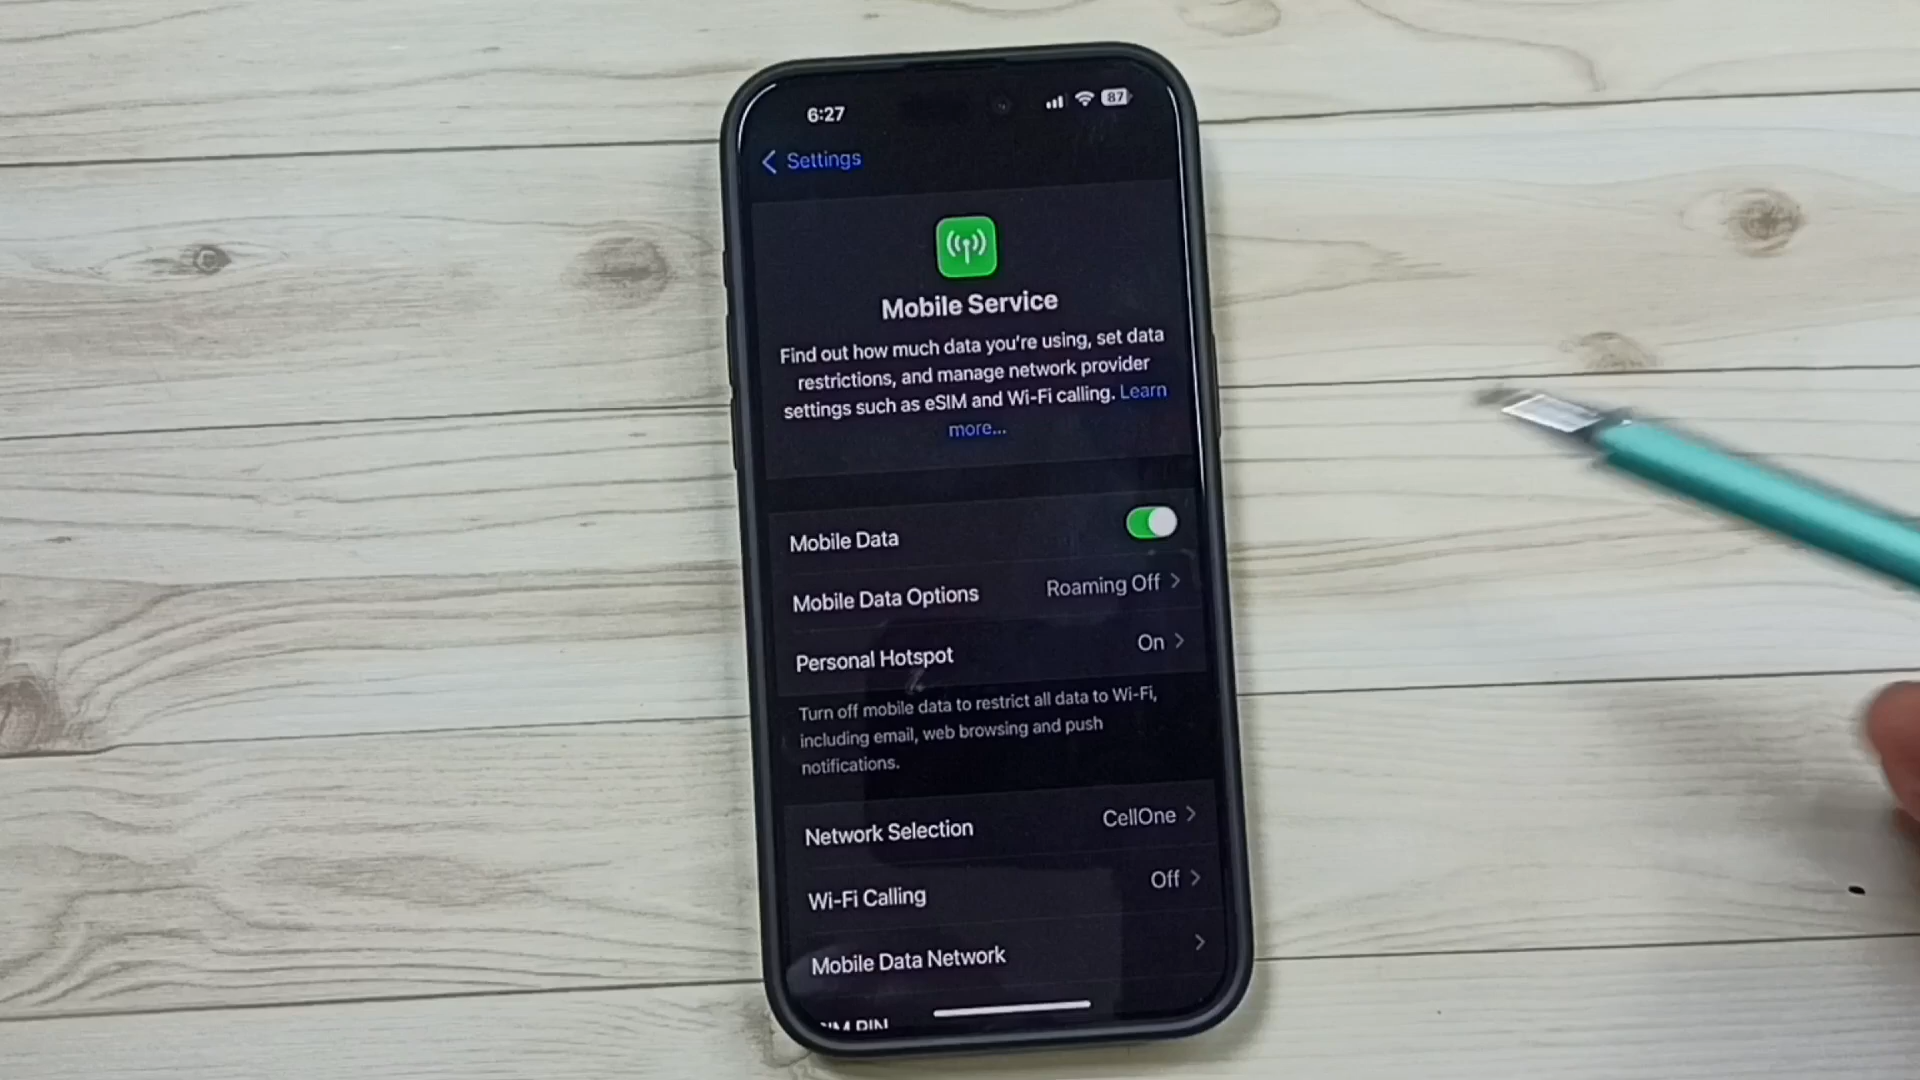 6:27
87
Settings
Mobile Service
Find out how much data you're using, set data
restrictions, and manage network provider
settings such as eSIM and Wi-Fi calling. Learn
more...
Mobile Data
Mobile Data Options Roaming Off
Personal Hotspot On
Turn off mobile data to restrict all data to Wi-Fi,
including email, web browsing and push
notifications.
Network Selection CellOne
Wi-Fi Calling Off
Mobile Data Network
SIM PIN